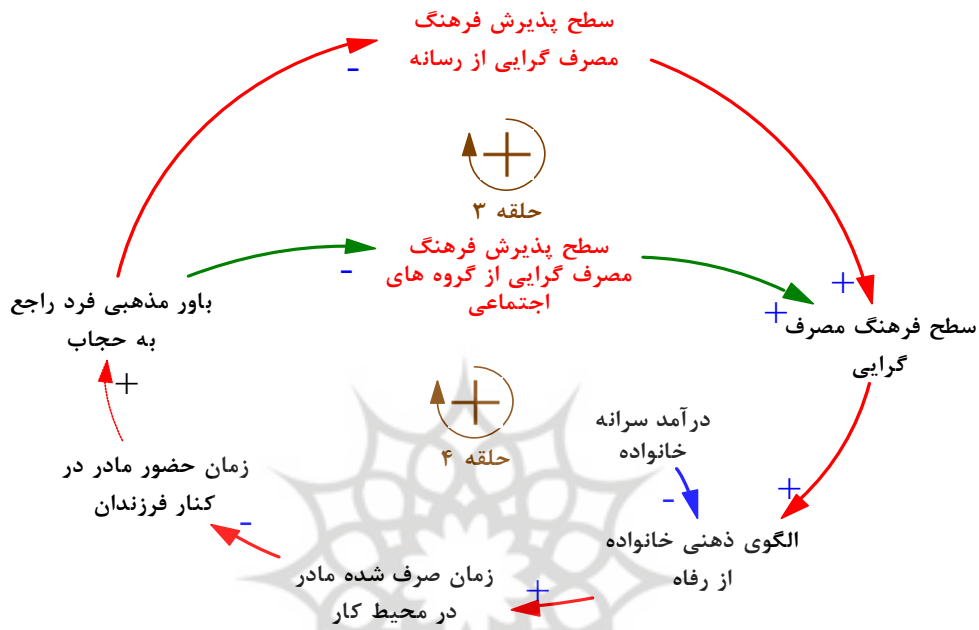 سطح پذیرش فرهنگ
مصرف گرایی از رسانه
-
+
حلقه ۳
سطح پذیرش فرهنگ
مصرف گرایی از گروه های
اجتماعی
-
+
+
باور مذهبی فرد راجع
به حجاب
سطح فرهنگ مصرف
گرایی
+
+
حلقه ۴
درآمد سرانه
خانواده
-
+
زمان حضور مادر در
کنار فرزندان
-
الگوی ذهنی خانواده
از رفاه
زمان صرف شده مادر
در محیط کار
+